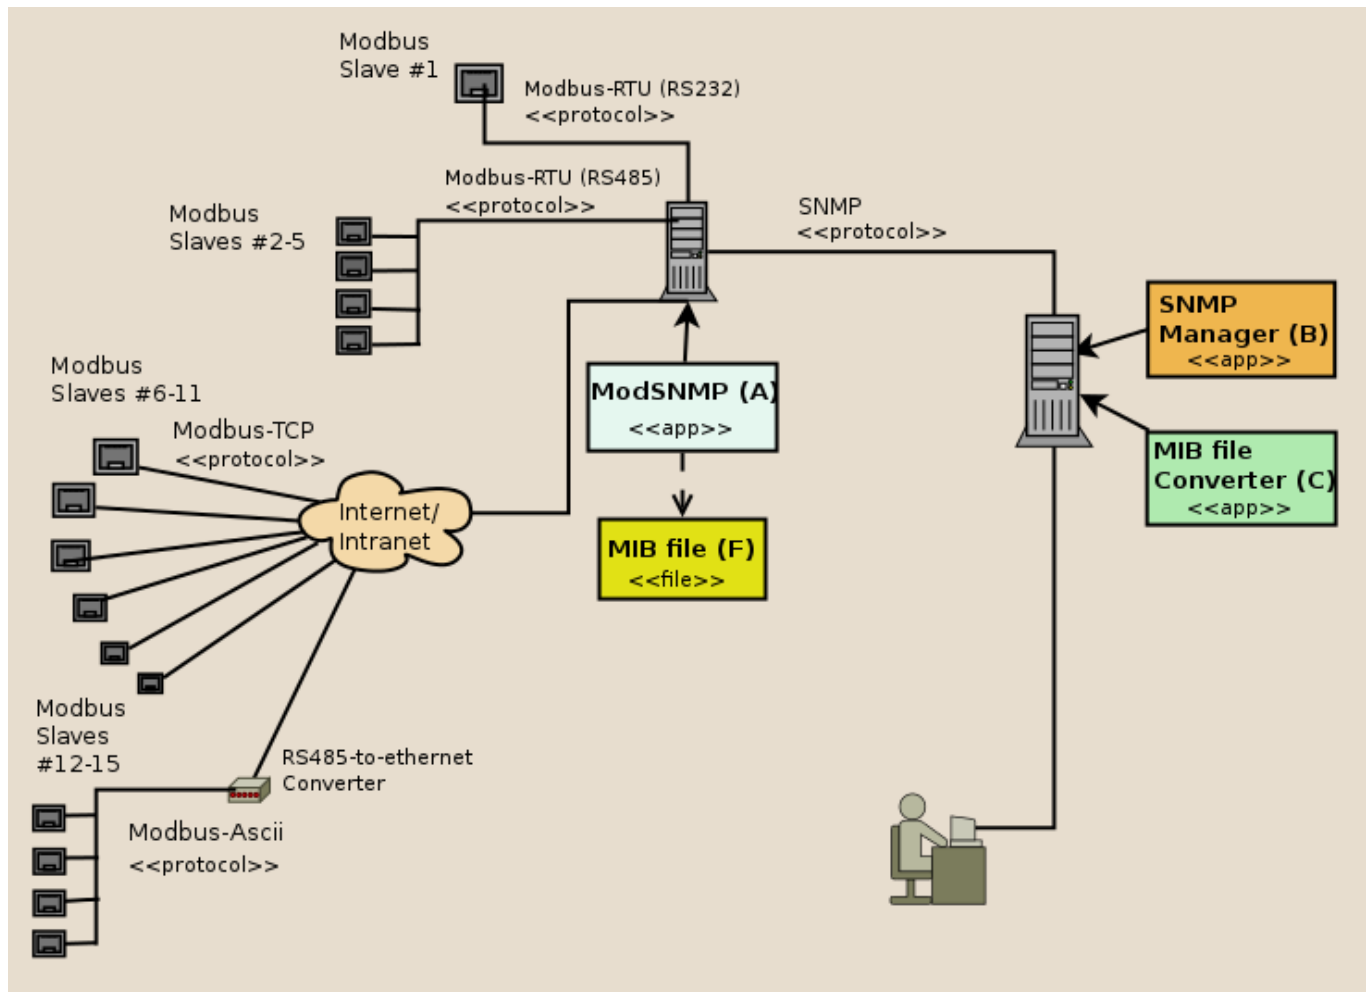 Modbus
Slave #1
Modbus-RTU (RS232)
<<protocol>>
Modbus-RTU (RS485)
<<protocol>>
Modbus
Slaves #2-5
SNMP
<<protocol>>
SNMP
Manager (B)
<<app>>
Modbus
Slaves #6-11
ModSNMP (A)
<<app>>
Modbus-TCP
<<protocol>>
MIB file
Converter (C)
<<app>>
Internet/
Intranet
MIB file (F)
<<file>>
Modbus
Slaves
#12-15
RS485-to-ethernet
Converter
Modbus-Ascii
<<protocol>>